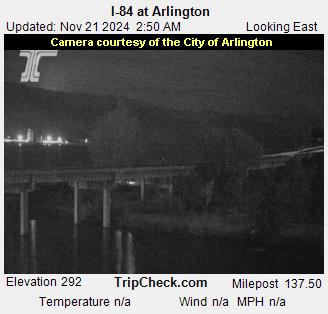 I-84 at Arlington
Updated: Nov 21 2024 2:50 AM Looking East
Camera courtesy of the City of Arlington
Elevation 292 TripCheck.com Milepost 137.50
Temperature n/a Wind n/a MPH n/a